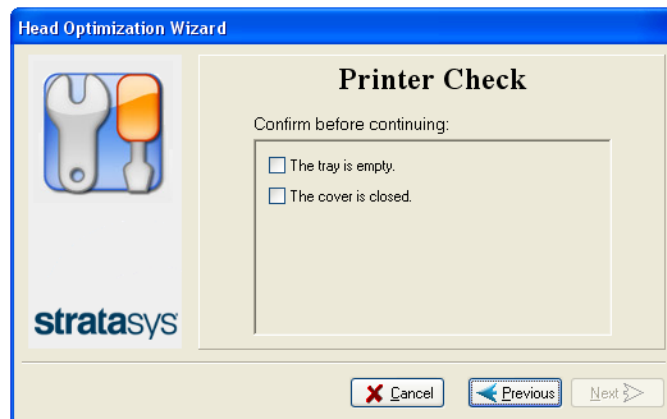 Head Optimization Wizard
Printer Check
Confirm before continuing:
The tray is empty.
The cover is closed.
stratasys
Cancel
Previous
Next